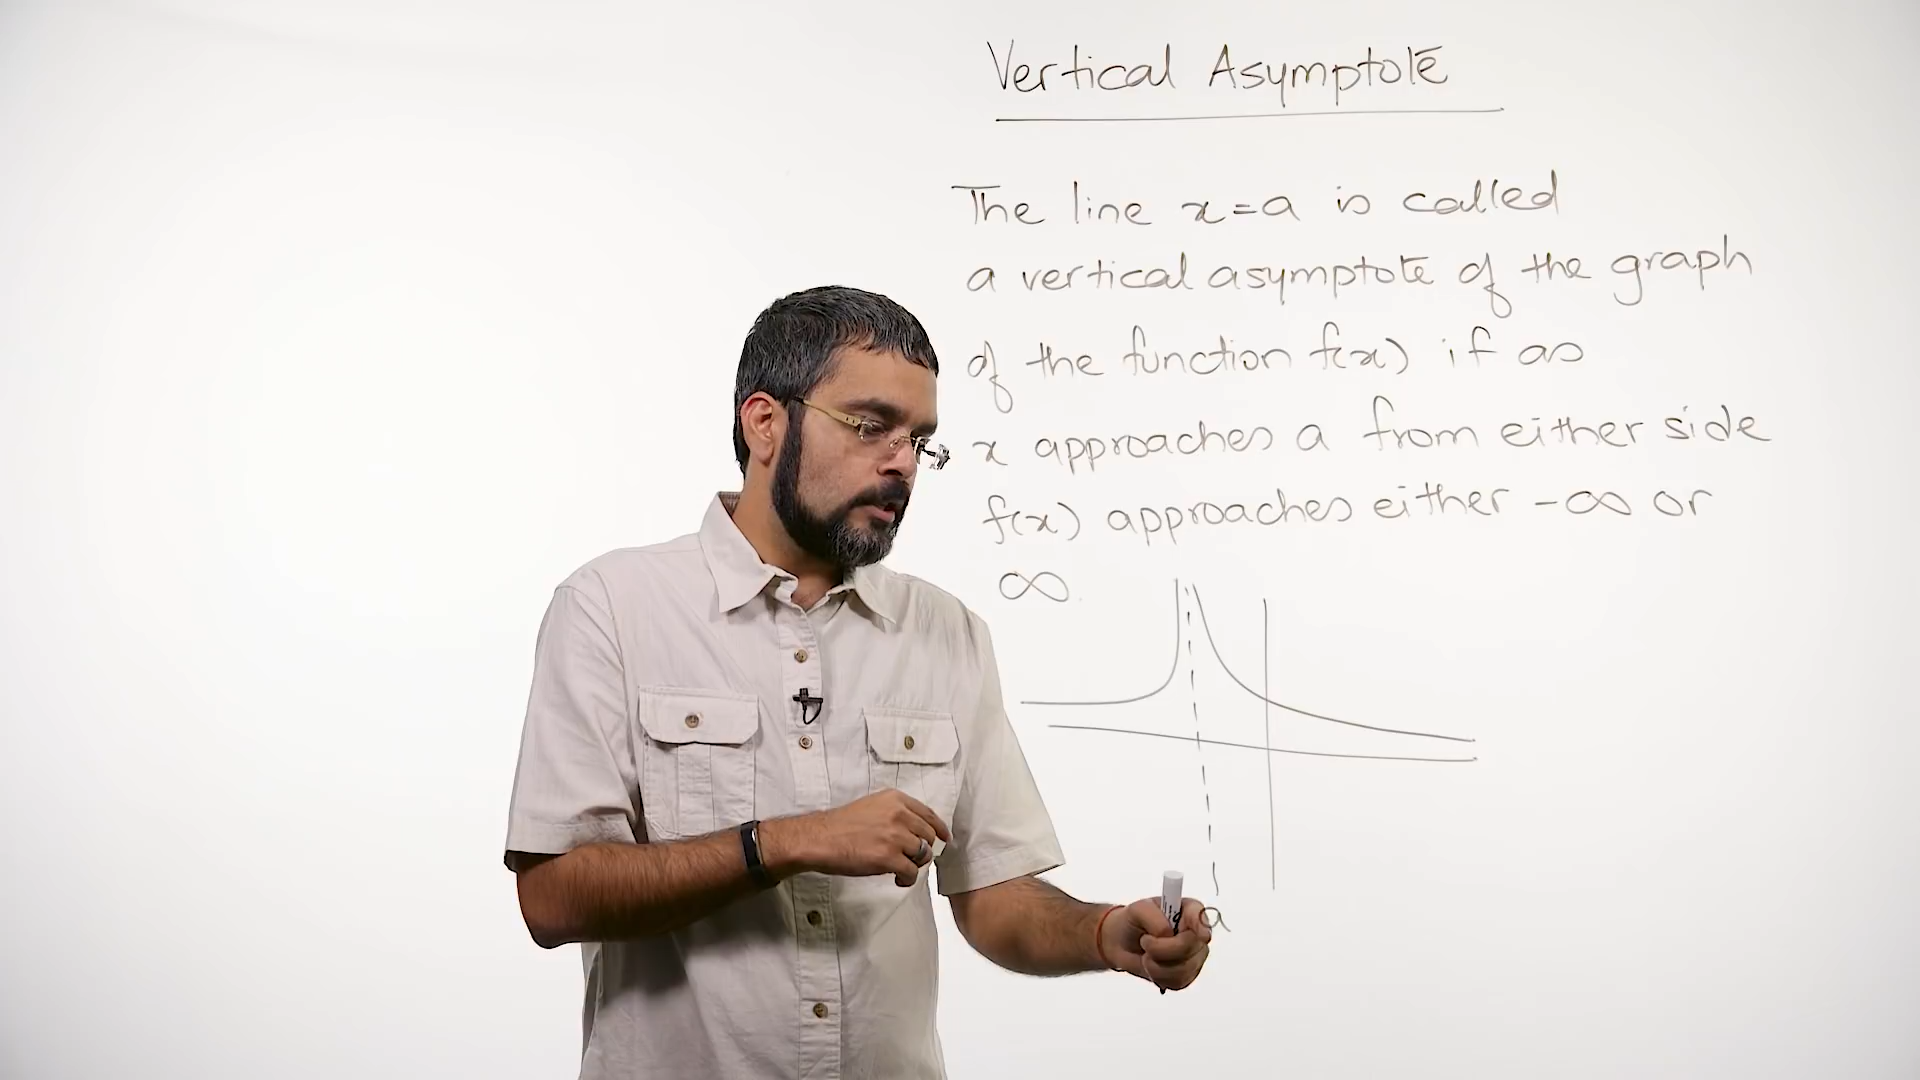 Vertical Asymptote
The line x=a is called
a vertical asymptote of the graph
of the function f(x) if as
x approaches a from either side
f(x) approaches either -∞ or
∞.
a